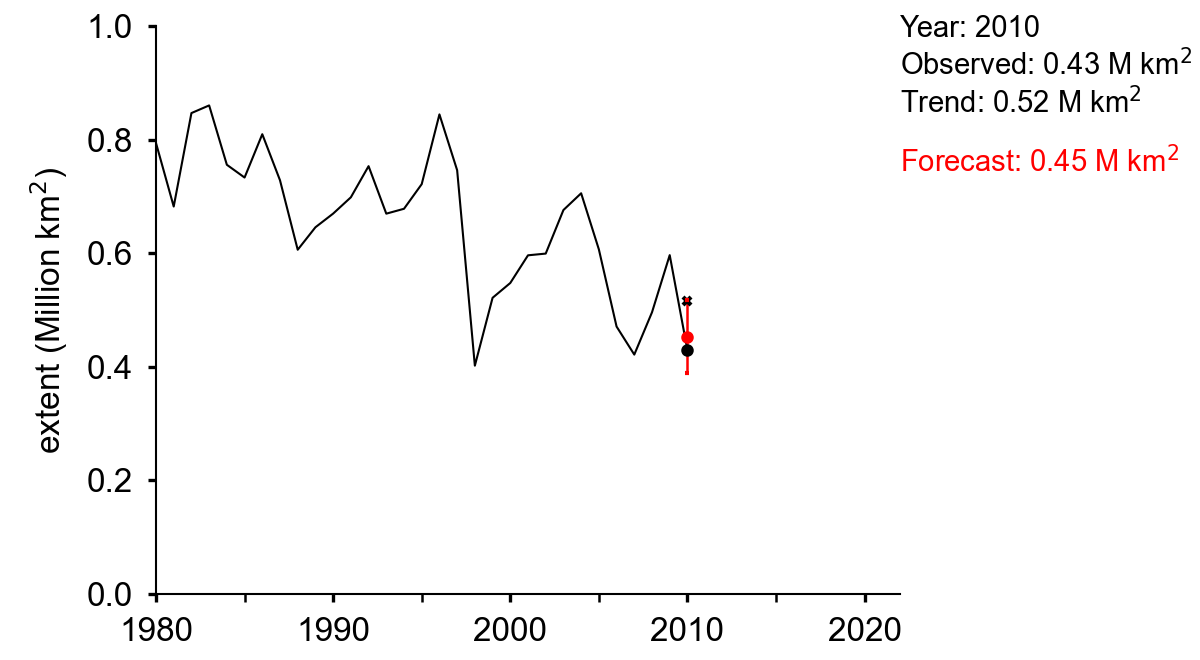 Year: 2010
Observed: 0.43 M km²
Trend: 0.52 M km²
Forecast: 0.45 M km²
extent (Million km²)
1.0
0.8
0.6
0.4
0.2
0.0
1980 1990 2000 2010 2020